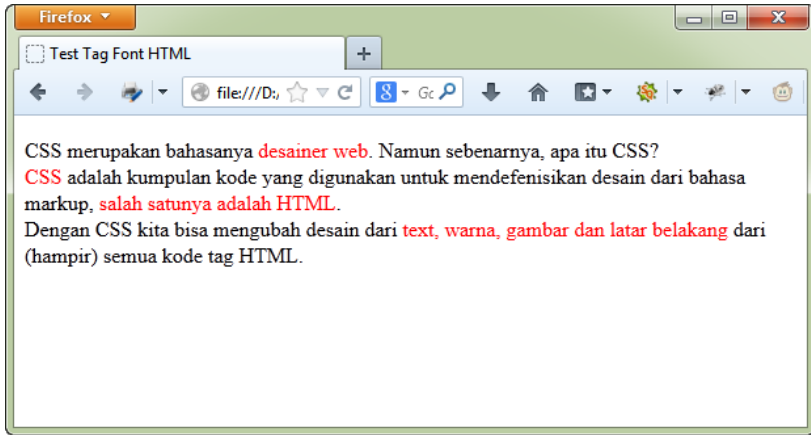 Firefox
Test Tag Font HTML
file:///D:/
8
CSS merupakan bahasanya desainer web. Namun sebenarnya, apa itu CSS?
CSS adalah kumpulan kode yang digunakan untuk mendefenisikan desain dari bahasa
markup, salah satunya adalah HTML.
Dengan CSS kita bisa mengubah desain dari text, warna, gambar dan latar belakang dari
(hampir) semua kode tag HTML.